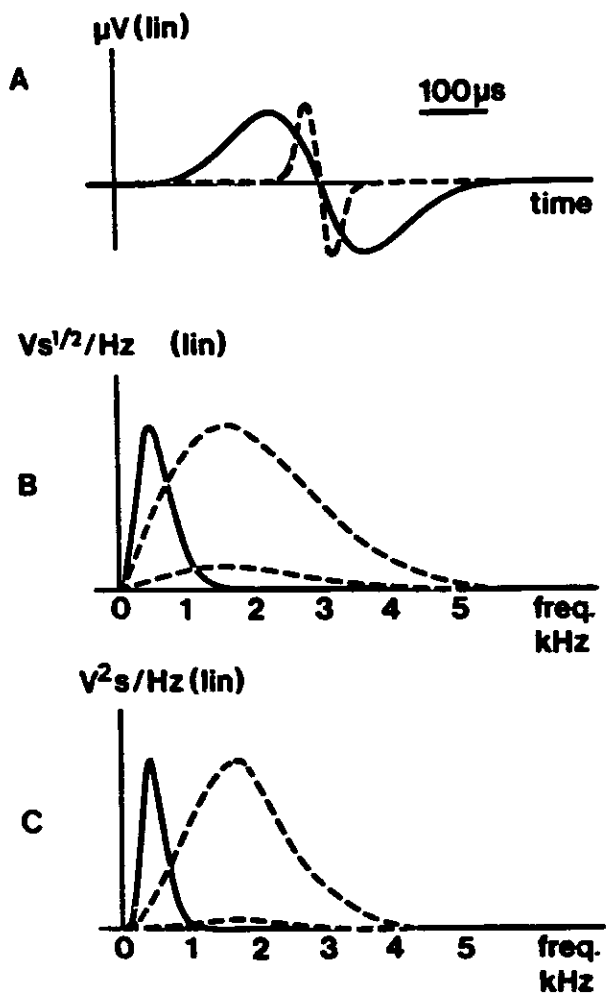 µV (lin)
A
100µs
time
Vs1/2/Hz (lin)
B
0 1 2 3 4 5 freq.
kHz
V2s/Hz (lin)
C
0 1 2 3 4 5 freq.
kHz